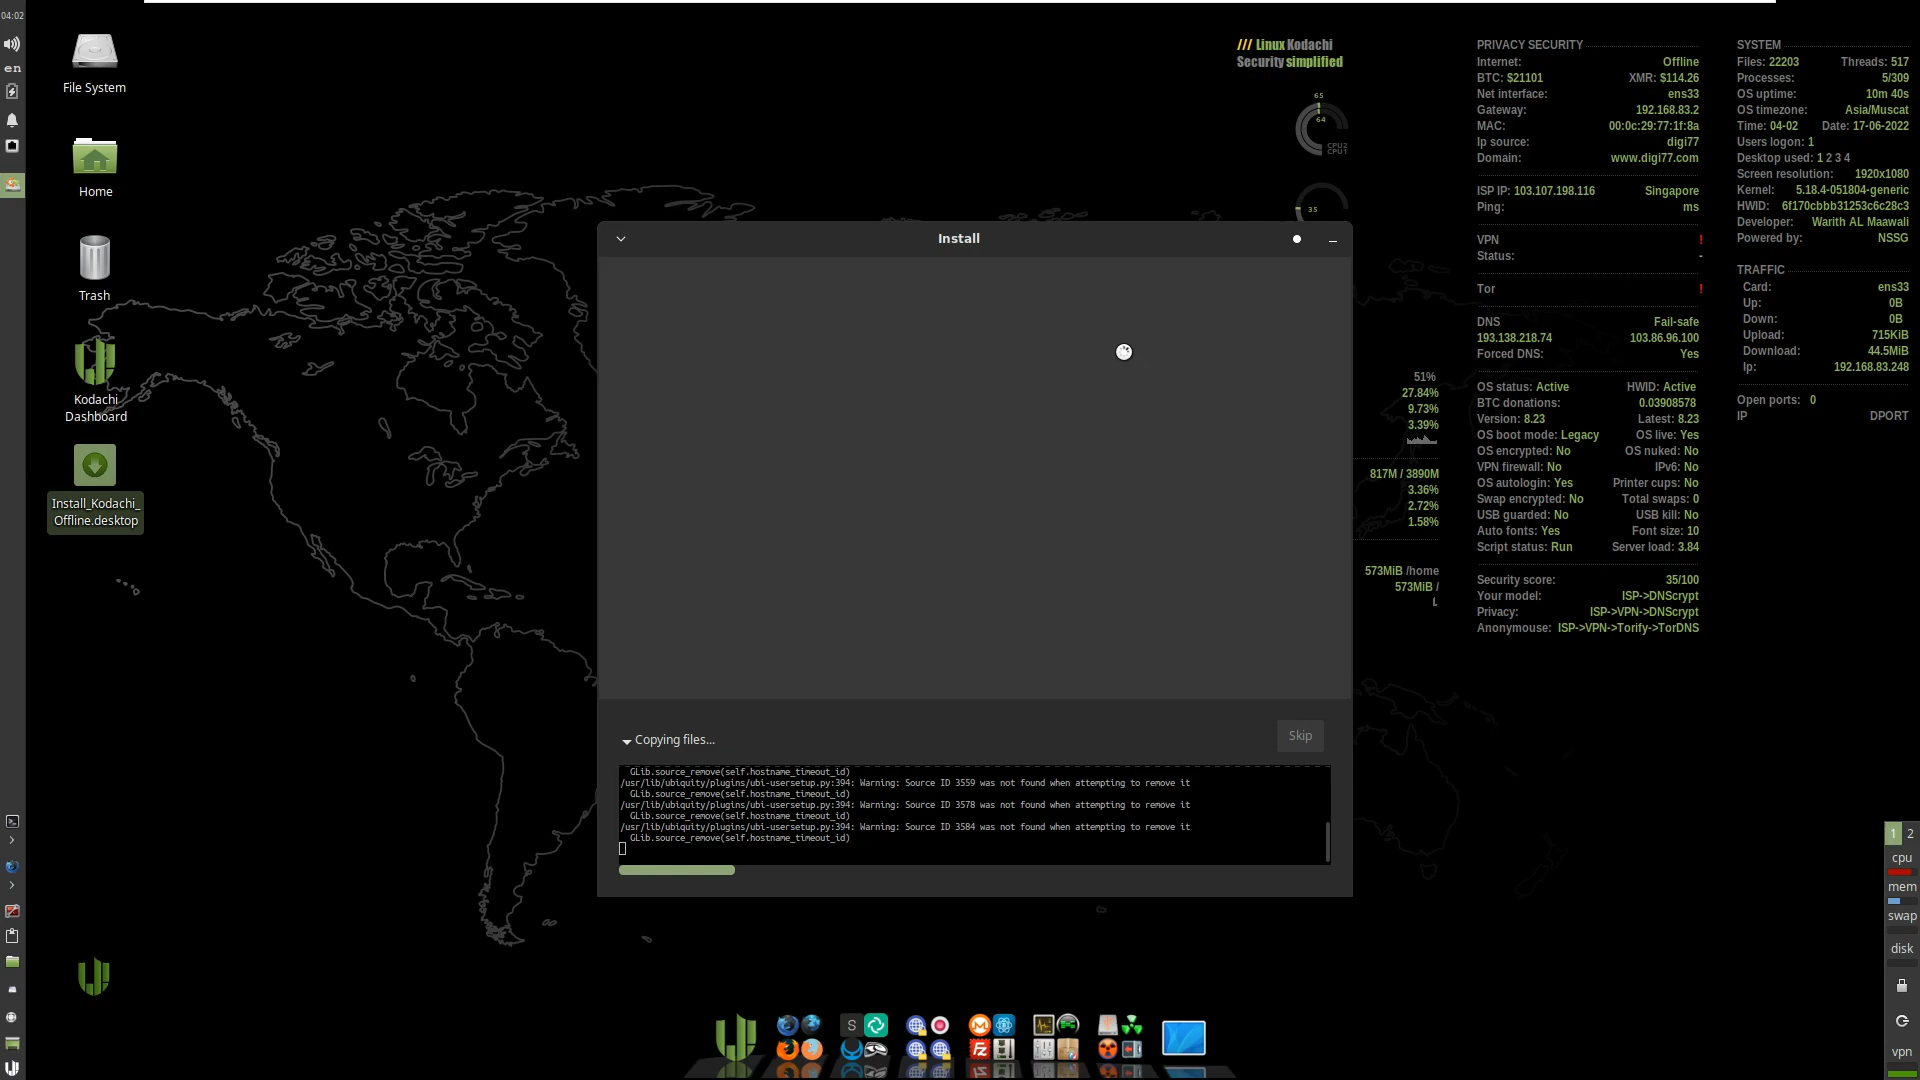 04:02
en
File System
Home
Trash
Kodachi
Dashboard
Install_Kodachi_
Offline.desktop
/// Linux Kodachi
Security simplified
65
64
CPU2
CPU1
35
Install
Copying files...
Skip
GLib.source_remove(self.hostname_timeout_id)
/usr/lib/ubiquity/plugins/ubi-usersetup.py:394: Warning: Source ID 3559 was not found when attempting to remove it
GLib.source_remove(self.hostname_timeout_id)
/usr/lib/ubiquity/plugins/ubi-usersetup.py:394: Warning: Source ID 3578 was not found when attempting to remove it
GLib.source_remove(self.hostname_timeout_id)
/usr/lib/ubiquity/plugins/ubi-usersetup.py:394: Warning: Source ID 3584 was not found when attempting to remove it
GLib.source_remove(self.hostname_timeout_id)
51%
27.84%
9.73%
3.39%
817M / 3890M
3.36%
2.72%
1.58%
573MiB /home
573MiB /
PRIVACY SECURITY
Internet: Offline
BTC: $21101 XMR: $114.26
Net interface: ens33
Gateway: 192.168.83.2
MAC: 00:0c:29:77:1f:8a
Ip source: digi77
Domain: www.digi77.com
ISP IP: 103.107.198.116 Singapore
Ping: ms
VPN !
Status: -
Tor !
DNS Fail-safe
193.138.218.74 103.86.96.100
Forced DNS: Yes
OS status: Active HWID: Active
BTC donations: 0.03908578
Version: 8.23 Latest: 8.23
OS boot mode: Legacy OS live: Yes
OS encrypted: No OS nuked: No
VPN firewall: No IPv6: No
OS autologin: Yes Printer cups: No
Swap encrypted: No Total swaps: 0
USB guarded: No USB kill: No
Auto fonts: Yes Font size: 10
Script status: Run Server load: 3.84
Security score: 35/100
Your model: ISP->DNScrypt
Privacy: ISP->VPN->DNScrypt
Anonymouse: ISP->VPN->Torify->TorDNS
SYSTEM
Files: 22203 Threads: 517
Processes: 5/309
OS uptime: 10m 40s
OS timezone: Asia/Muscat
Time: 04-02 Date: 17-06-2022
Users logon: 1
Desktop used: 1 2 3 4
Screen resolution: 1920x1080
Kernel: 5.18.4-051804-generic
HWID: 6f170cbbb31253c6c28c3
Developer: Warith AL Maawali
Powered by: NSSG
TRAFFIC
Card: ens33
Up: 0B
Down: 0B
Upload: 715KiB
Download: 44.5MiB
Ip: 192.168.83.248
Open ports: 0
IP DPORT
1 2
cpu
mem
swap
disk
vpn